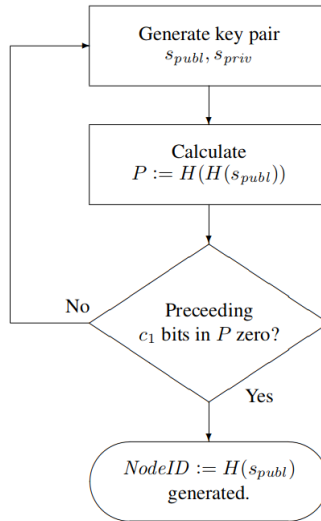 Generate key pair
s_publ, s_priv
Calculate
P := H(H(s_publ))
No
Preceeding
c_1 bits in P zero?
Yes
NodeID := H(s_publ)
generated.